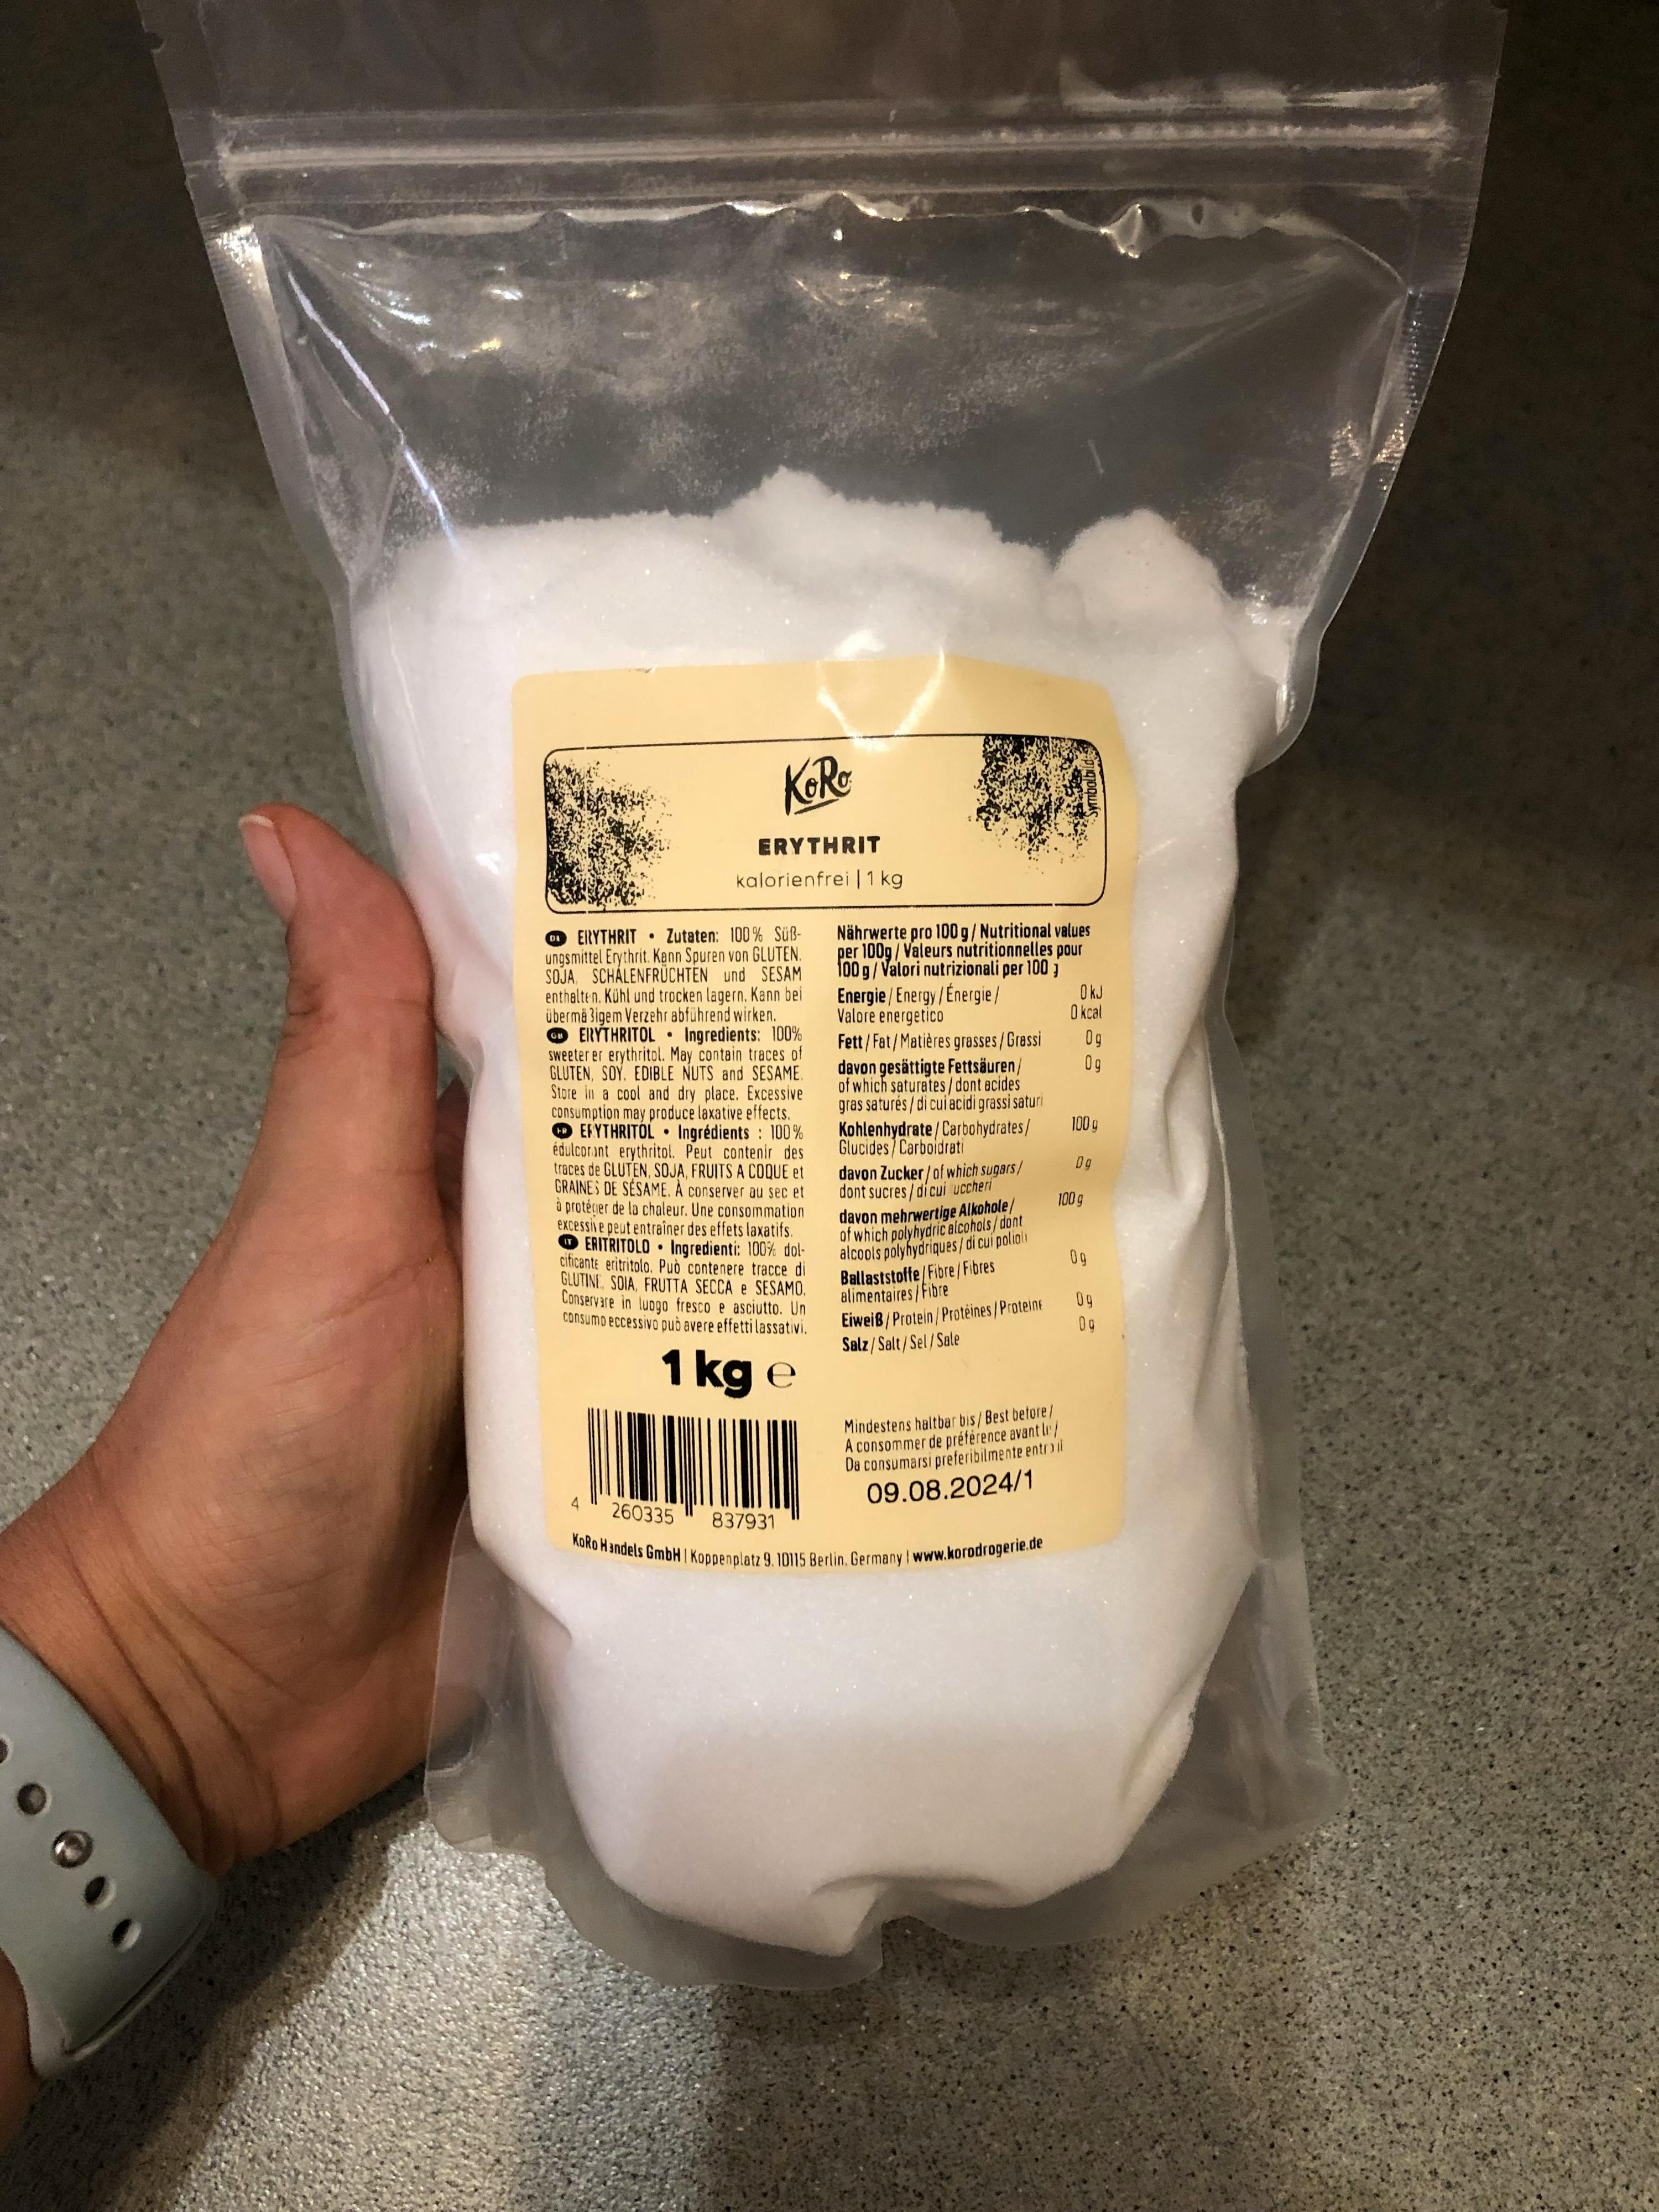 KoRo
Symbolbild
ERYTHRIT
kalorienfrei | 1 kg
DE ERYTHRIT • Zutaten: 100% Süß-
ungsmittel Erythrit. Kann Spuren von GLUTEN,
SOJA, SCHALENFRÜCHTEN und SESAM
enthalten. Kühl und trocken lagern. Kann bei
übermäßigem Verzehr abführend wirken.
GB ERYTHRITOL • Ingredients: 100%
sweetener erythritol. May contain traces of
GLUTEN, SOY, EDIBLE NUTS and SESAME.
Store in a cool and dry place. Excessive
consumption may produce laxative effects.
FR ERYTHRITOL • Ingrédients : 100%
édulcorant erythritol. Peut contenir des
traces de GLUTEN, SOJA, FRUITS A COQUE et
GRAINES DE SÉSAME. À conserver au sec et
à protéger de la chaleur. Une consommation
excessive peut entraîner des effets laxatifs.
IT ERITRITOLO • Ingredienti: 100% dol-
cificante eritritolo. Può contenere tracce di
GLUTINE, SOIA, FRUTTA SECCA e SESAMO.
Conservare in luogo fresco e asciutto. Un
consumo eccessivo può avere effetti lassativi.
1 kg e
4 260335 837931
Nährwerte pro 100 g / Nutritional values
per 100g / Valeurs nutritionnelles pour
100 g / Valori nutrizionali per 100 g
Energie / Energy / Énergie / 0 kJ
Valore energetico 0 kcal
Fett / Fat / Matières grasses / Grassi 0 g
davon gesättigte Fettsäuren / 0 g
of which saturates / dont acides
gras saturés / di cui acidi grassi saturi
Kohlenhydrate / Carbohydrates / 100 g
Glucides / Carboidrati
davon Zucker / of which sugars / 0 g
dont sucres / di cui zuccheri
davon mehrwertige Alkohole / 100 g
of which polyhydric alcohols / dont
alcools polyhydriques / di cui polioli
Ballaststoffe / Fibre / Fibres 0 g
alimentaires / Fibre
Eiweiß / Protein / Protéines / Proteine 0 g
Salz / Salt / Sel / Sale 0 g
Mindestens haltbar bis / Best before /
A consommer de préférence avant le /
Da consumarsi preferibilmente entro il
09.08.2024/1
KoRo Handels GmbH | Koppenplatz 9, 10115 Berlin, Germany | www.korodrogerie.de